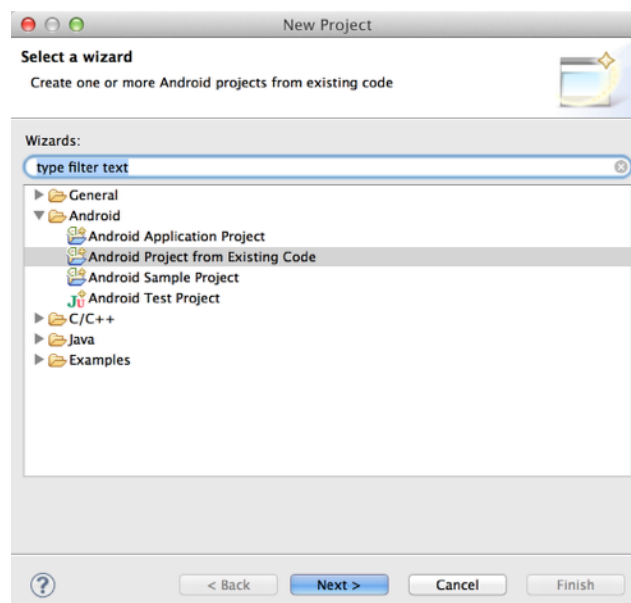 New Project
Select a wizard
Create one or more Android projects from existing code
Wizards:
type filter text
General
Android
Android Application Project
Android Project from Existing Code
Android Sample Project
Android Test Project
C/C++
Java
Examples
? < Back Next > Cancel Finish